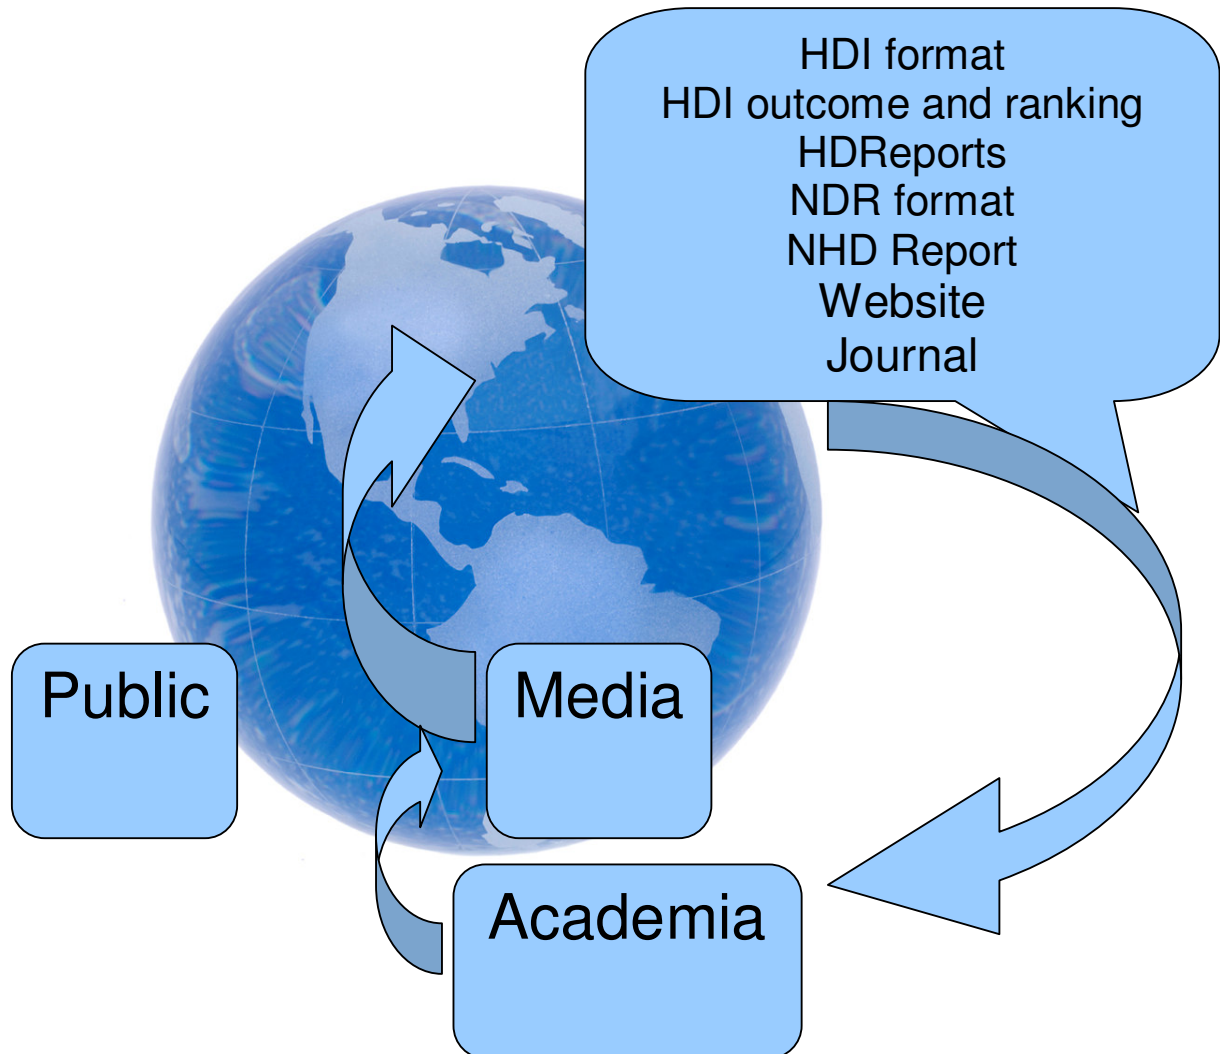 HDI format
HDI outcome and ranking
HDReports
NDR format
NHD Report
Website
Journal
Public
Media
Academia